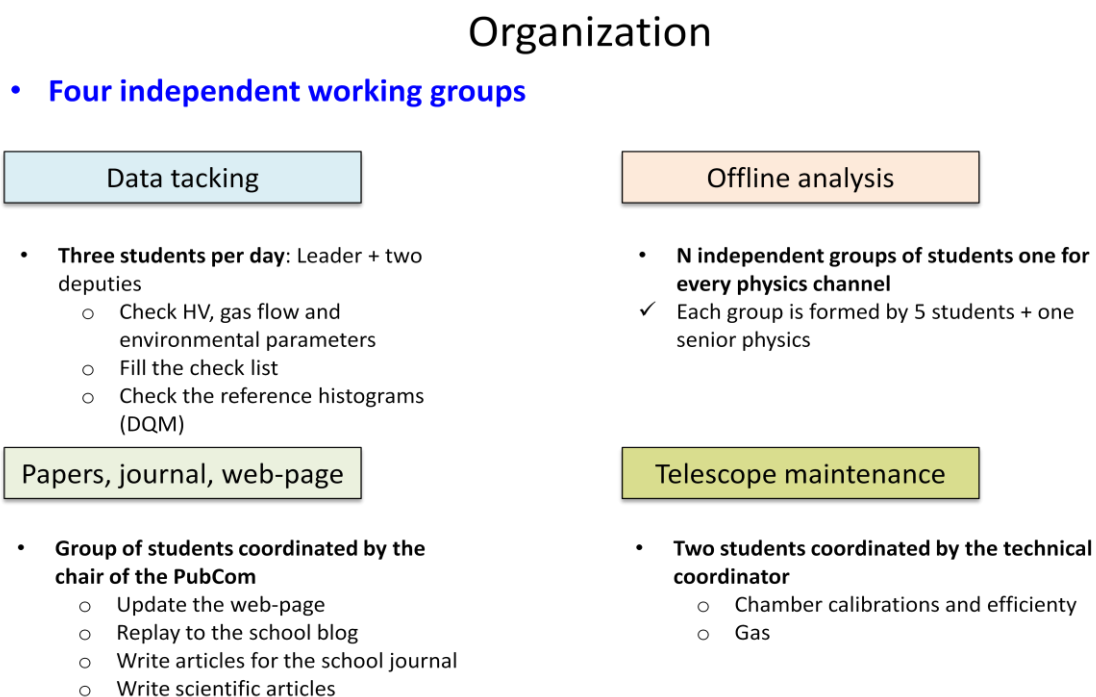 Organization
• Four independent working groups
Data tacking
• Three students per day: Leader + two
deputies
o Check HV, gas flow and
environmental parameters
o Fill the check list
o Check the reference histograms
(DQM)
Offline analysis
• N independent groups of students one for
every physics channel
✓ Each group is formed by 5 students + one
senior physics
Papers, journal, web-page
• Group of students coordinated by the
chair of the PubCom
o Update the web-page
o Replay to the school blog
o Write articles for the school journal
o Write scientific articles
Telescope maintenance
• Two students coordinated by the technical
coordinator
o Chamber calibrations and efficienty
o Gas